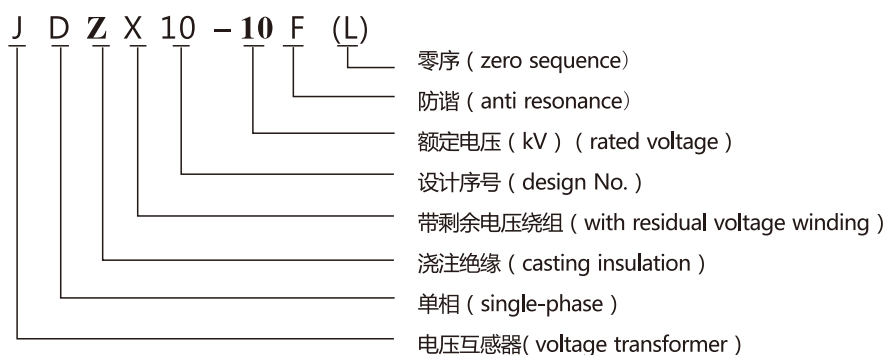 J D Z X 10 -10 F (L)
零序 ( zero sequence）
防谐 ( anti resonance）
额定电压 ( kV ) ( rated voltage )
设计序号 ( design No. )
带剩余电压绕组 ( with residual voltage winding )
浇注绝缘 ( casting insulation )
单相 ( single-phase )
电压互感器( voltage transformer )